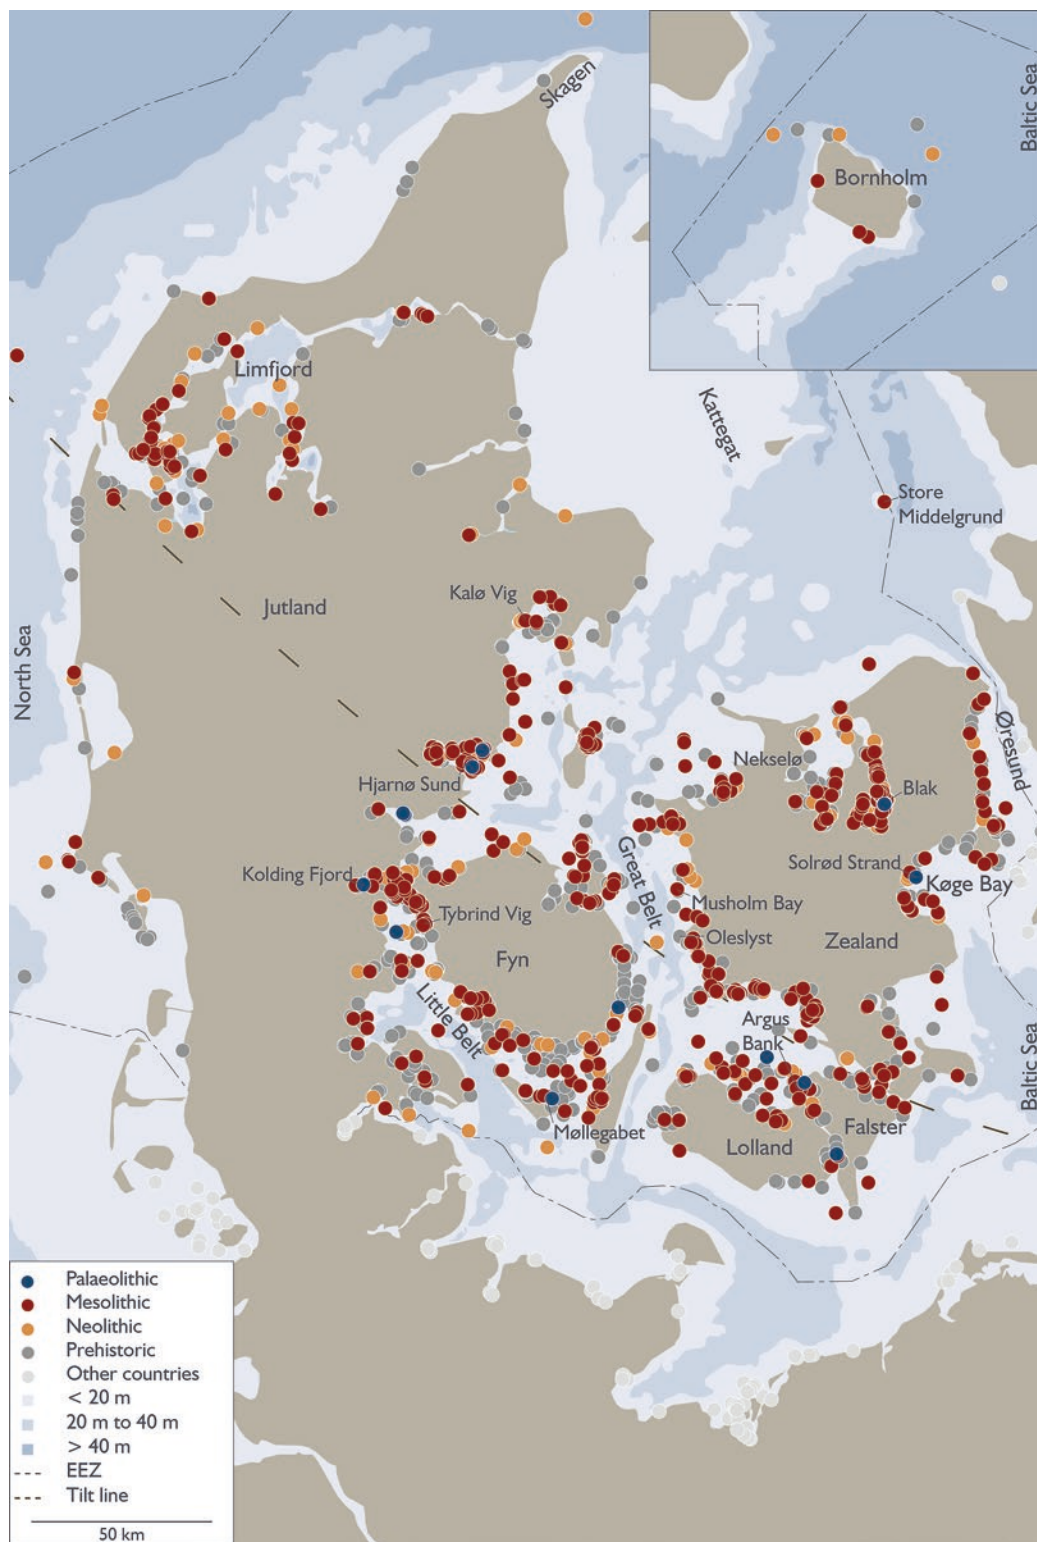 Skagen
Baltic Sea
Bornholm
Limfjord
Kattegat
Store
Middelgrund
Kalø Vig
Jutland
North Sea
Øresund
Nekselø
Hjarnø Sund
Blak
Great Belt
Solrød Strand
Kolding Fjord
Køge Bay
Musholm Bay
Tybrind Vig
Oleslyst
Zealand
Fyn
Little Belt
Argus
Bank
Baltic Sea
Møllegabet
Lolland
Falster
Palaeolithic
Mesolithic
Neolithic
Prehistoric
Other countries
< 20 m
20 m to 40 m
> 40 m
EEZ
Tilt line
50 km